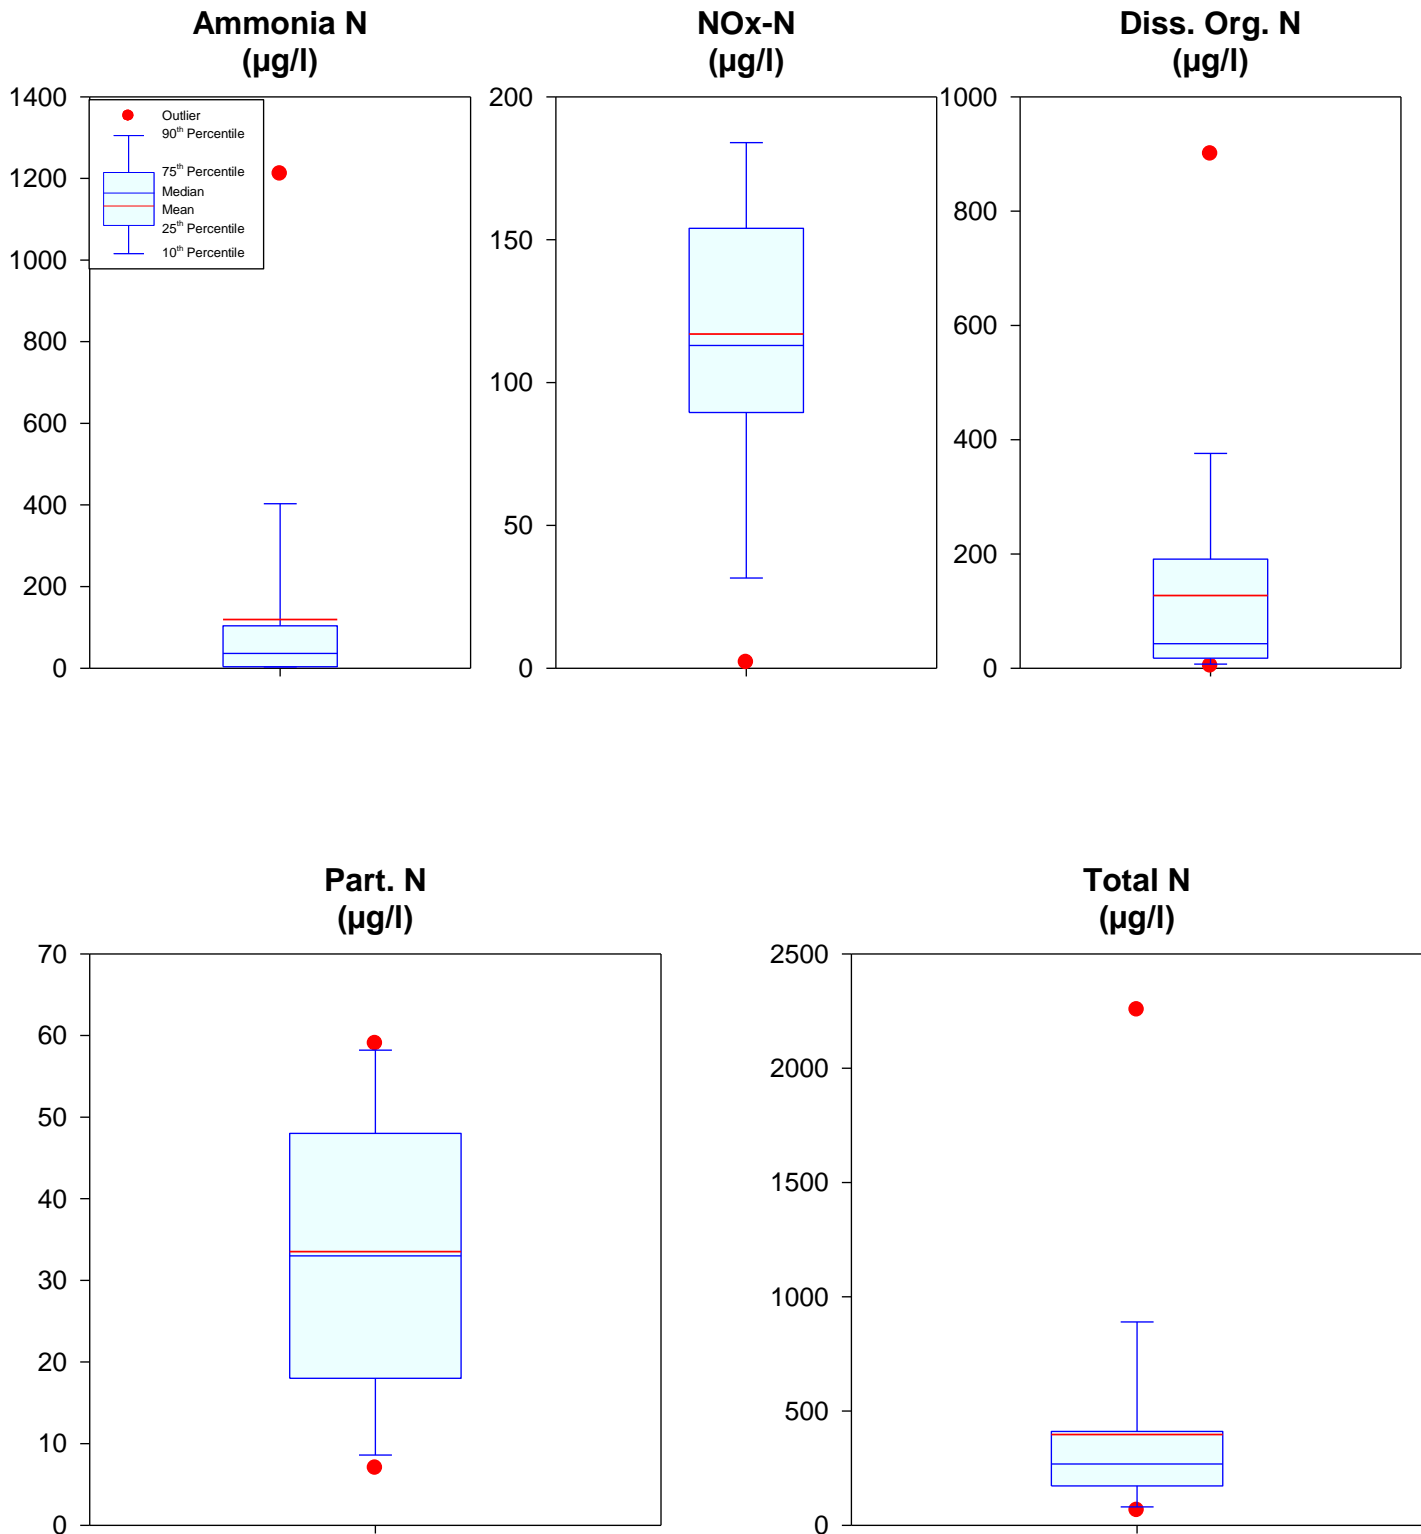 Ammonia N
(µg/l)
1400
1200
1000
800
600
400
200
0
Outlier
90th Percentile
75th Percentile
Median
Mean
25th Percentile
10th Percentile
NOx-N
(µg/l)
200
150
100
50
0
Diss. Org. N
(µg/l)
1000
800
600
400
200
0
Part. N
(µg/l)
70
60
50
40
30
20
10
0
Total N
(µg/l)
2500
2000
1500
1000
500
0